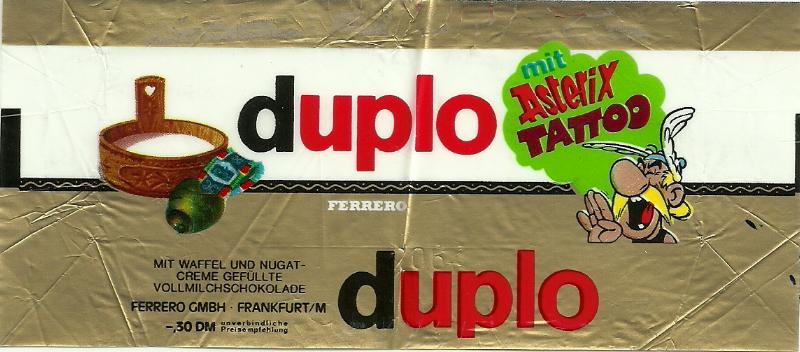 mit
Asterix
TATTOO
duplo
FERRERO
MIT WAFFEL UND NUGAT-
CREME GEFÜLLTE
VOLLMILCHSCHOKOLADE
FERRERO GMBH · FRANKFURT/M
-,30 DM unverbindliche
Preisempfehlung
duplo